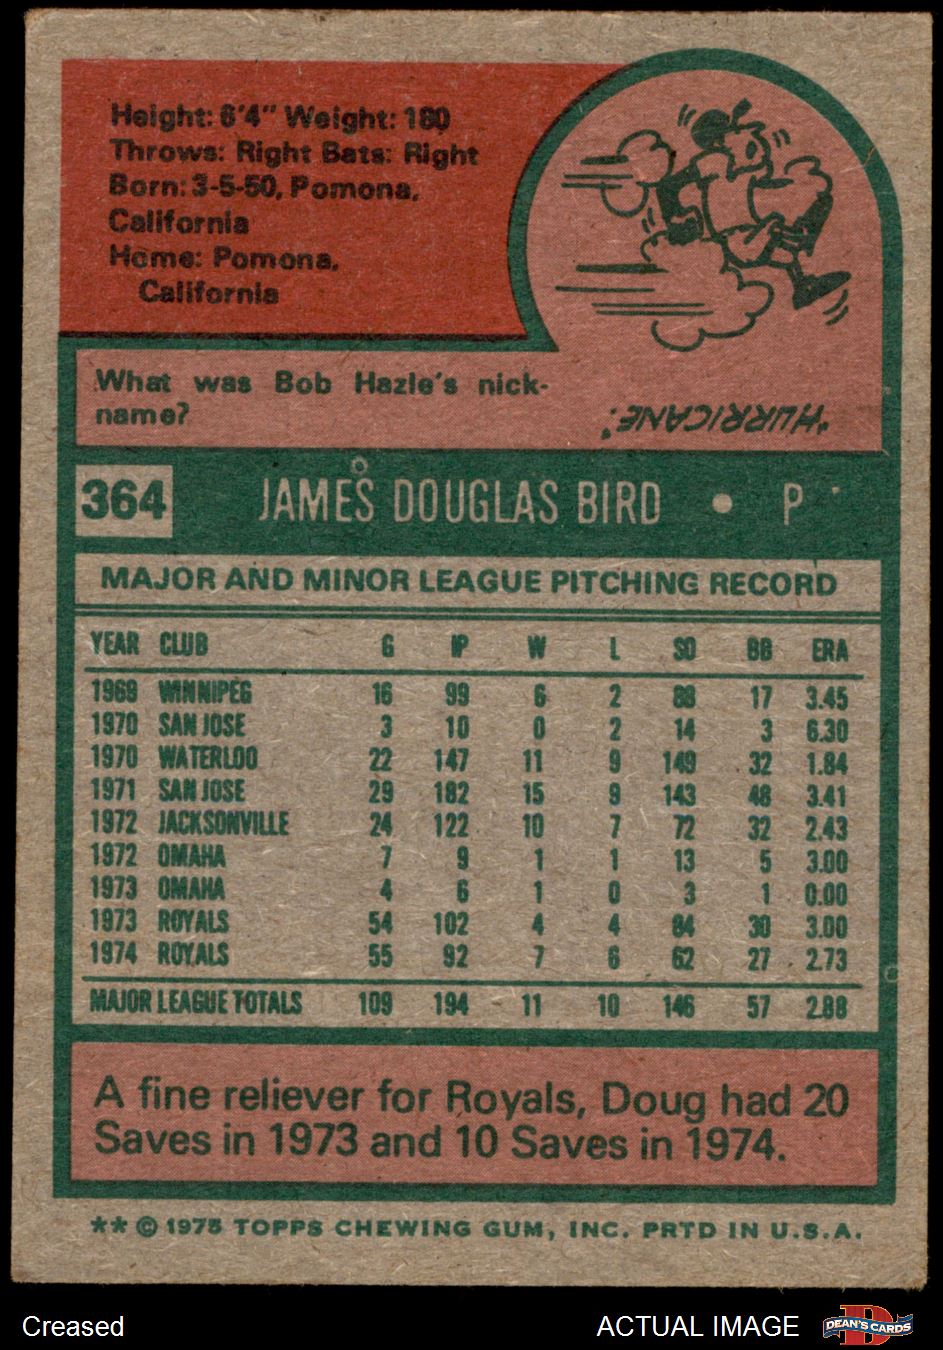 Height: 6'4" Weight: 180
Throws: Right Bats: Right
Born: 3-5-50, Pomona,
California
Home: Pomona,
California
What was Bob Hazle's nick-
name?
"HURRICANE."
364 JAMES DOUGLAS BIRD • P
MAJOR AND MINOR LEAGUE PITCHING RECORD
YEAR CLUB G IP W L SO BB ERA
1969 WINNIPEG 16 99 6 2 88 17 3.45
1970 SAN JOSE 3 10 0 2 14 3 6.30
1970 WATERLOO 22 147 11 9 149 32 1.84
1971 SAN JOSE 29 182 15 9 143 48 3.41
1972 JACKSONVILLE 24 122 10 7 72 32 2.43
1972 OMAHA 7 9 1 1 13 5 3.00
1973 OMAHA 4 6 1 0 3 1 0.00
1973 ROYALS 54 102 4 4 84 30 3.00
1974 ROYALS 55 92 7 6 62 27 2.73
MAJOR LEAGUE TOTALS 109 194 11 10 146 57 2.88
A fine reliever for Royals, Doug had 20
Saves in 1973 and 10 Saves in 1974.
** © 1975 TOPPS CHEWING GUM, INC. PRTD IN U.S.A.
Creased ACTUAL IMAGE DEAN'S CARDS